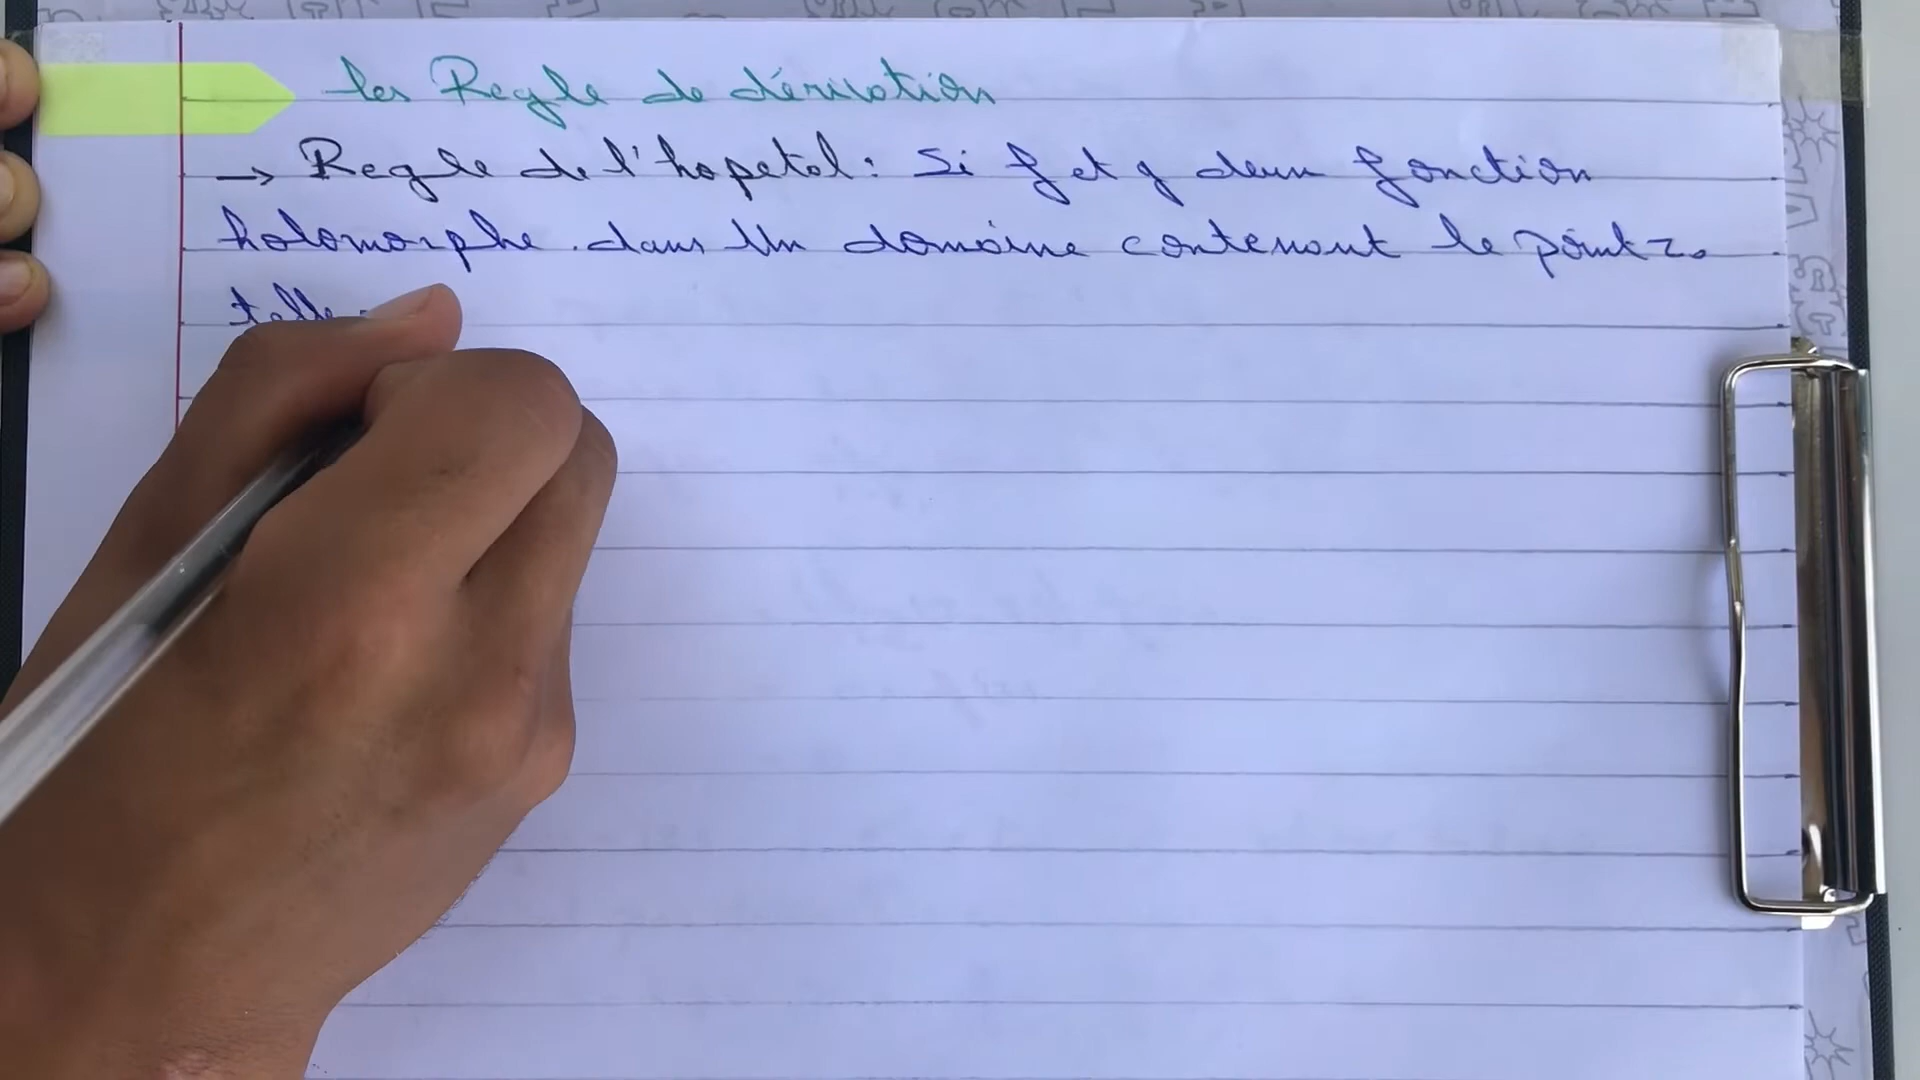 les Regle de dérivation
→ Regle de l'hopetal : Si f et g deux fonction
holomorphe . dans Un domaine contenant le point z₀
telle